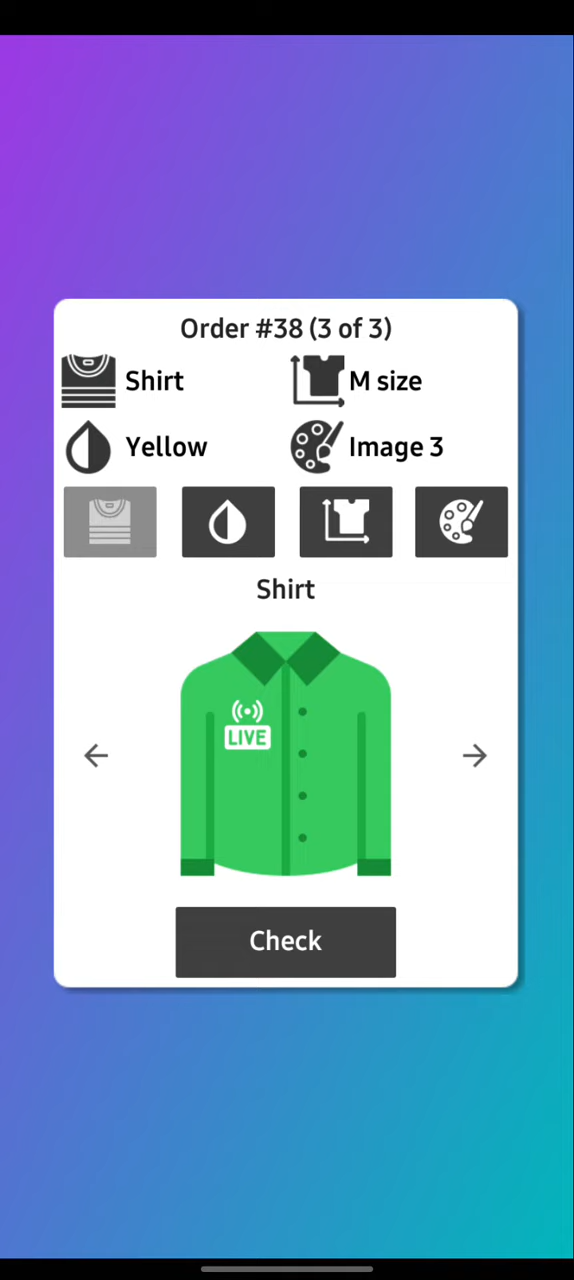 Order #38 (3 of 3)
Shirt
M size
Yellow
Image 3
Shirt
LIVE
Check